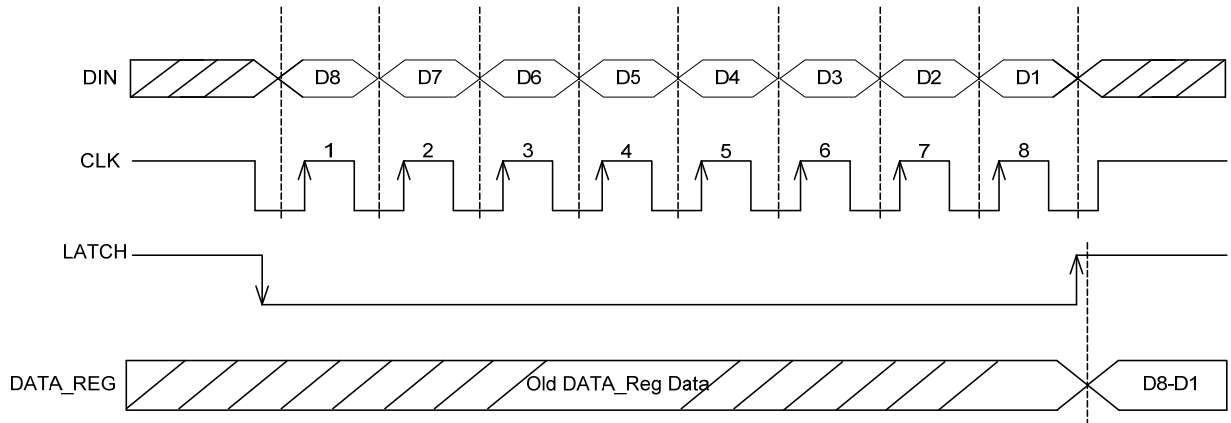 DIN D8 D7 D6 D5 D4 D3 D2 D1
CLK 1 2 3 4 5 6 7 8
LATCH
DATA_REG Old DATA_Reg Data D8-D1